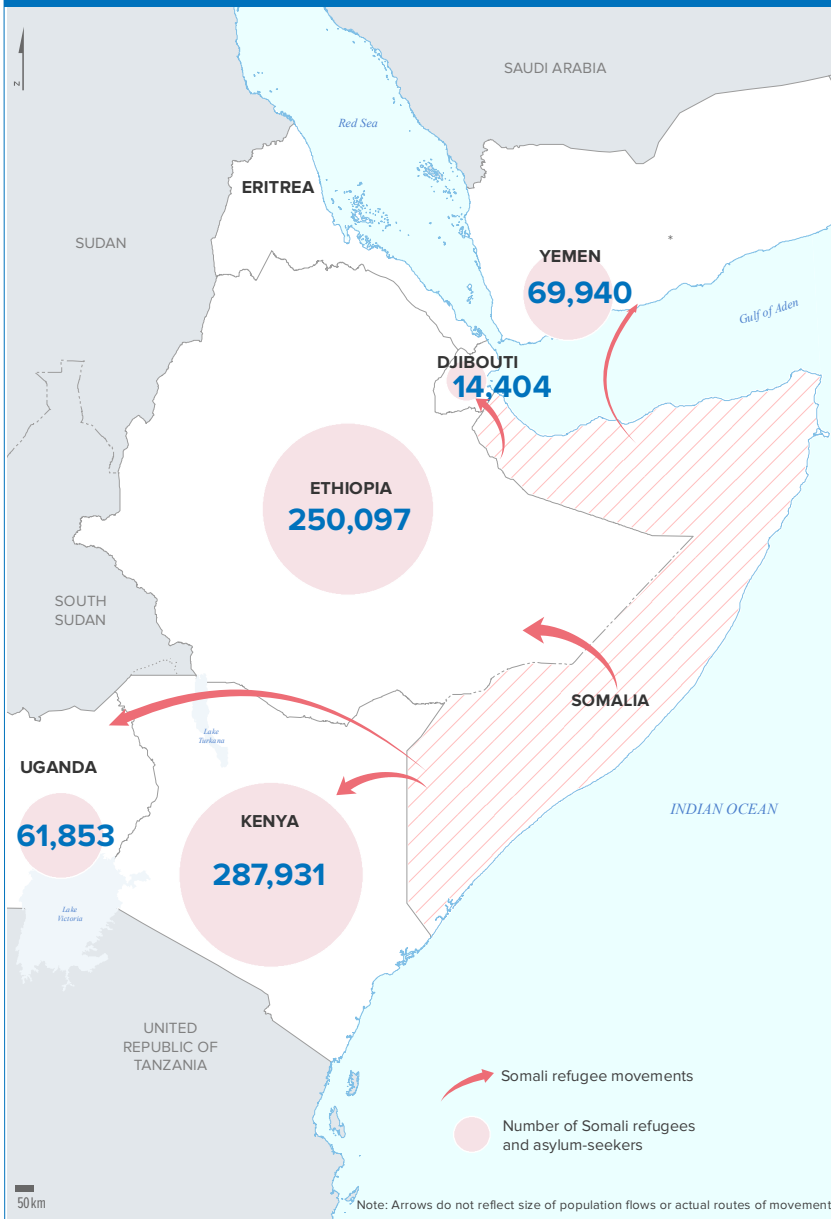 N
SAUDI ARABIA
Red Sea
ERITREA
SUDAN
YEMEN
*
69,940
Gulf of Aden
DJIBOUTI
14,404
ETHIOPIA
250,097
SOUTH
SUDAN
SOMALIA
Lake
Turkana
UGANDA
INDIAN OCEAN
KENYA
61,853
287,931
Lake
Victoria
UNITED
REPUBLIC OF
TANZANIA
Somali refugee movements
Number of Somali refugees
and asylum-seekers
50 km
Note: Arrows do not reflect size of population flows or actual routes of movement